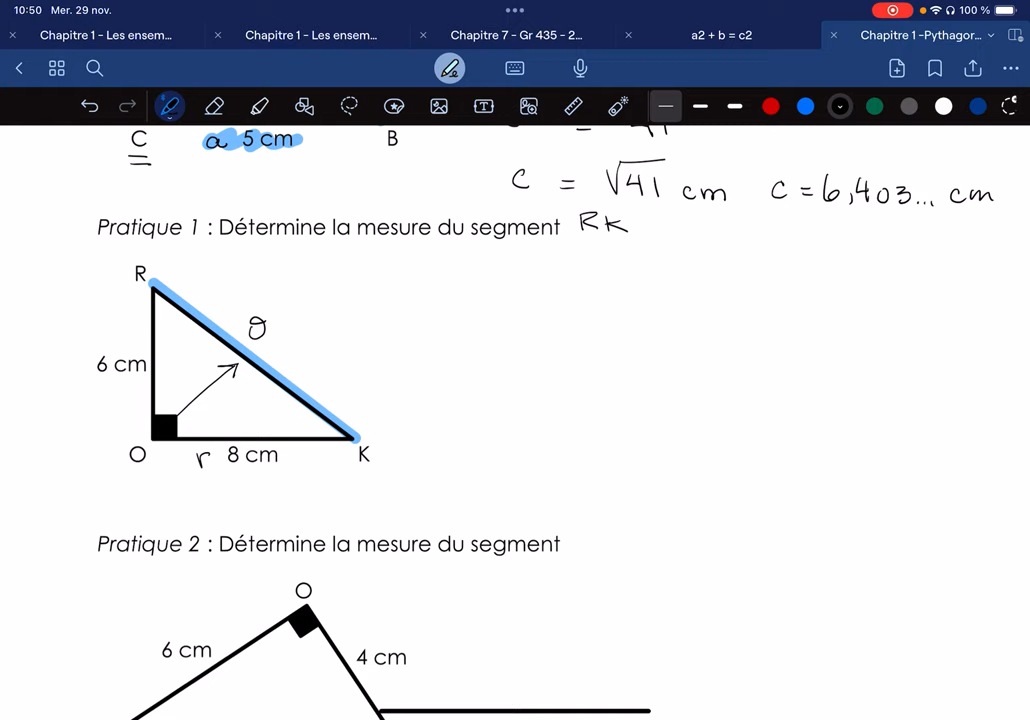 10:50 Mer. 29 nov. 100 %
Chapitre 1 - Les ensem... Chapitre 1 - Les ensem... Chapitre 7 - Gr 435 - 2... a2 + b = c2 Chapitre 1 -Pythagor...
C a 5 cm B
c = √41 cm c = 6,403... cm
Pratique 1 : Détermine la mesure du segment RK
R
o
6 cm
O r 8 cm K
Pratique 2 : Détermine la mesure du segment
O
6 cm
4 cm